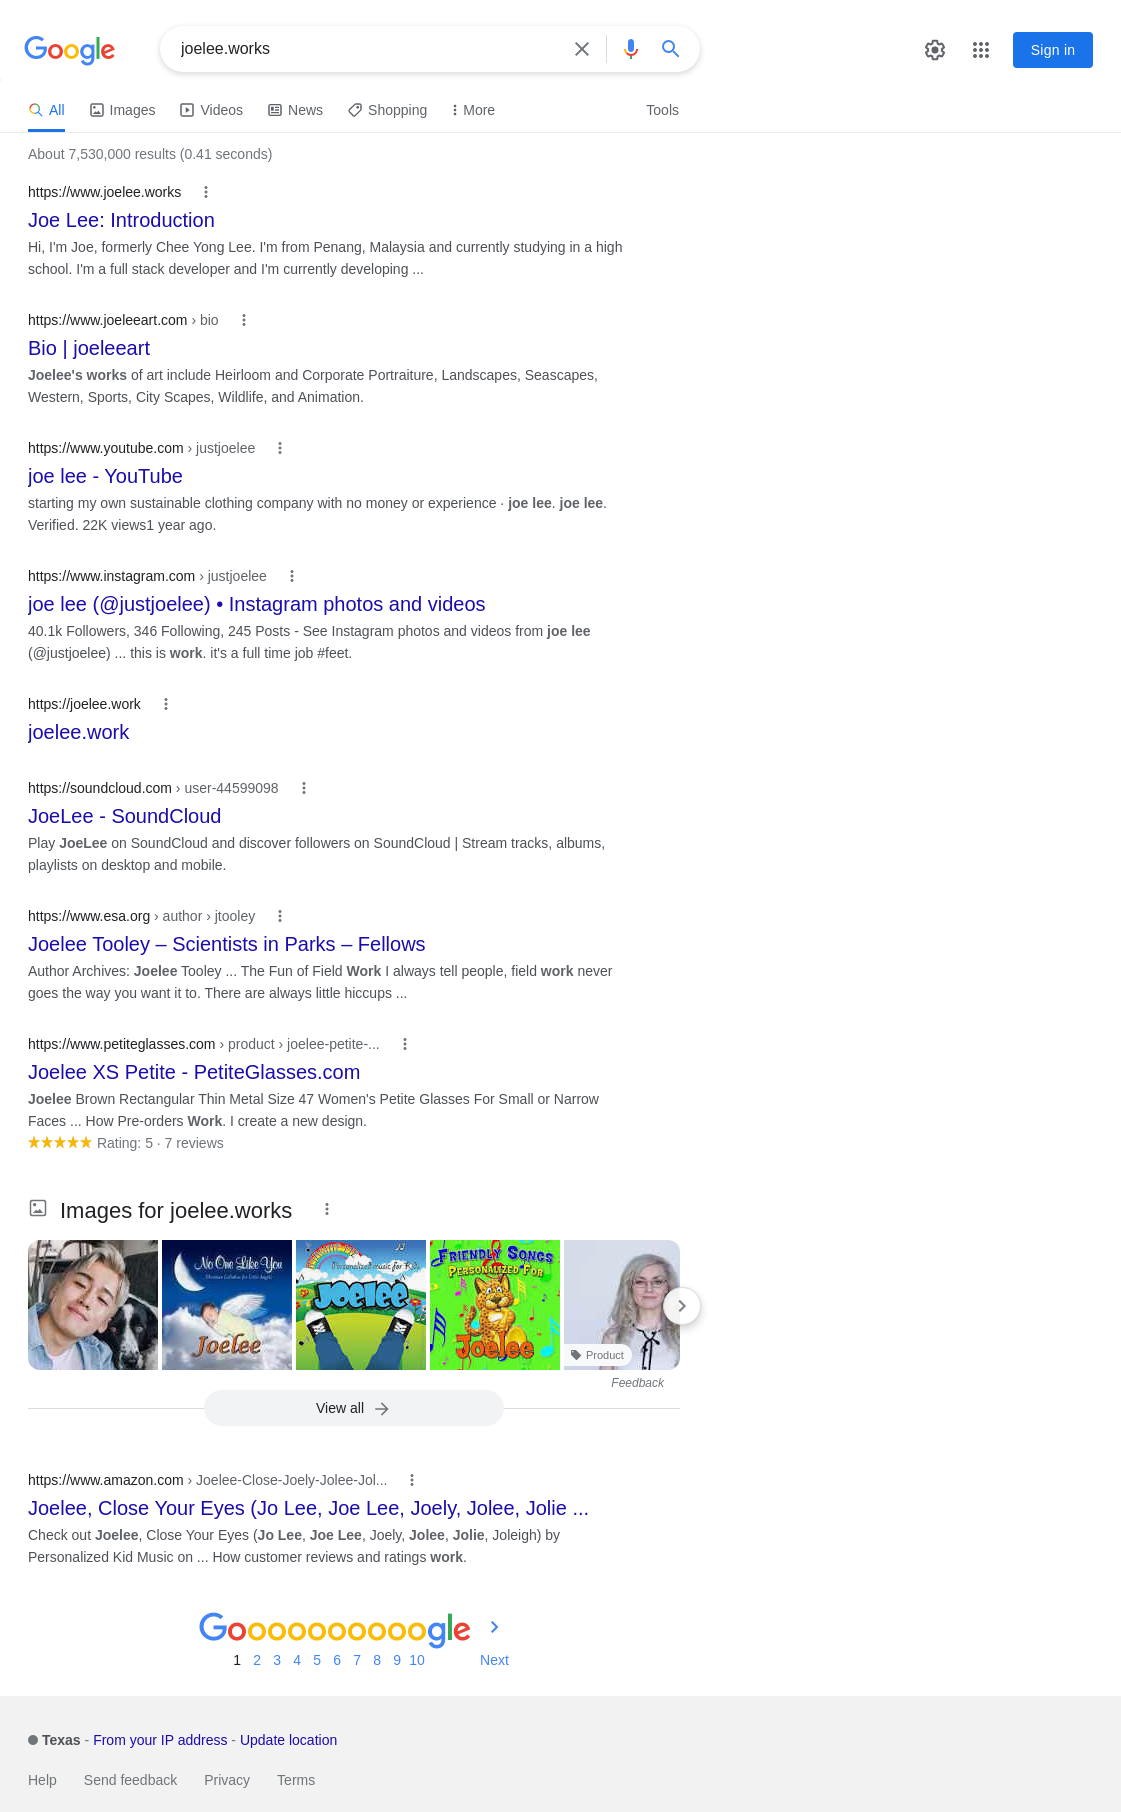 Google
joelee.works
Sign in
All
Images
Videos
News
Shopping
More
Tools
About 7,530,000 results (0.41 seconds)
https://www.joelee.works
Joe Lee: Introduction
Hi, I'm Joe, formerly Chee Yong Lee. I'm from Penang, Malaysia and currently studying in a high
school. I'm a full stack developer and I'm currently developing ...
https://www.joeleeart.com › bio
Bio | joeleeart
Joelee's works of art include Heirloom and Corporate Portraiture, Landscapes, Seascapes,
Western, Sports, City Scapes, Wildlife, and Animation.
https://www.youtube.com › justjoelee
joe lee - YouTube
starting my own sustainable clothing company with no money or experience · joe lee. joe lee.
Verified. 22K views1 year ago.
https://www.instagram.com › justjoelee
joe lee (@justjoelee) • Instagram photos and videos
40.1k Followers, 346 Following, 245 Posts - See Instagram photos and videos from joe lee
(@justjoelee) ... this is work. it's a full time job #feet.
https://joelee.work
joelee.work
https://soundcloud.com › user-44599098
JoeLee - SoundCloud
Play JoeLee on SoundCloud and discover followers on SoundCloud | Stream tracks, albums,
playlists on desktop and mobile.
https://www.esa.org › author › jtooley
Joelee Tooley – Scientists in Parks – Fellows
Author Archives: Joelee Tooley ... The Fun of Field Work I always tell people, field work never
goes the way you want it to. There are always little hiccups ...
https://www.petiteglasses.com › product › joelee-petite-...
Joelee XS Petite - PetiteGlasses.com
Joelee Brown Rectangular Thin Metal Size 47 Women's Petite Glasses For Small or Narrow
Faces ... How Pre-orders Work. I create a new design.
Rating: 5 · 7 reviews
Images for joelee.works
No One Like You
Joelee
Personalized music for Kids
Joelee
FRIENDLY SONGS
PERSONALIZED FOR
Joelee
Product
Feedback
View all
https://www.amazon.com › Joelee-Close-Joely-Jolee-Jol...
Joelee, Close Your Eyes (Jo Lee, Joe Lee, Joely, Jolee, Jolie ...
Check out Joelee, Close Your Eyes (Jo Lee, Joe Lee, Joely, Jolee, Jolie, Joleigh) by
Personalized Kid Music on ... How customer reviews and ratings work.
Goooooooooogle
1 2 3 4 5 6 7 8 9 10 Next
Texas - From your IP address - Update location
Help Send feedback Privacy Terms